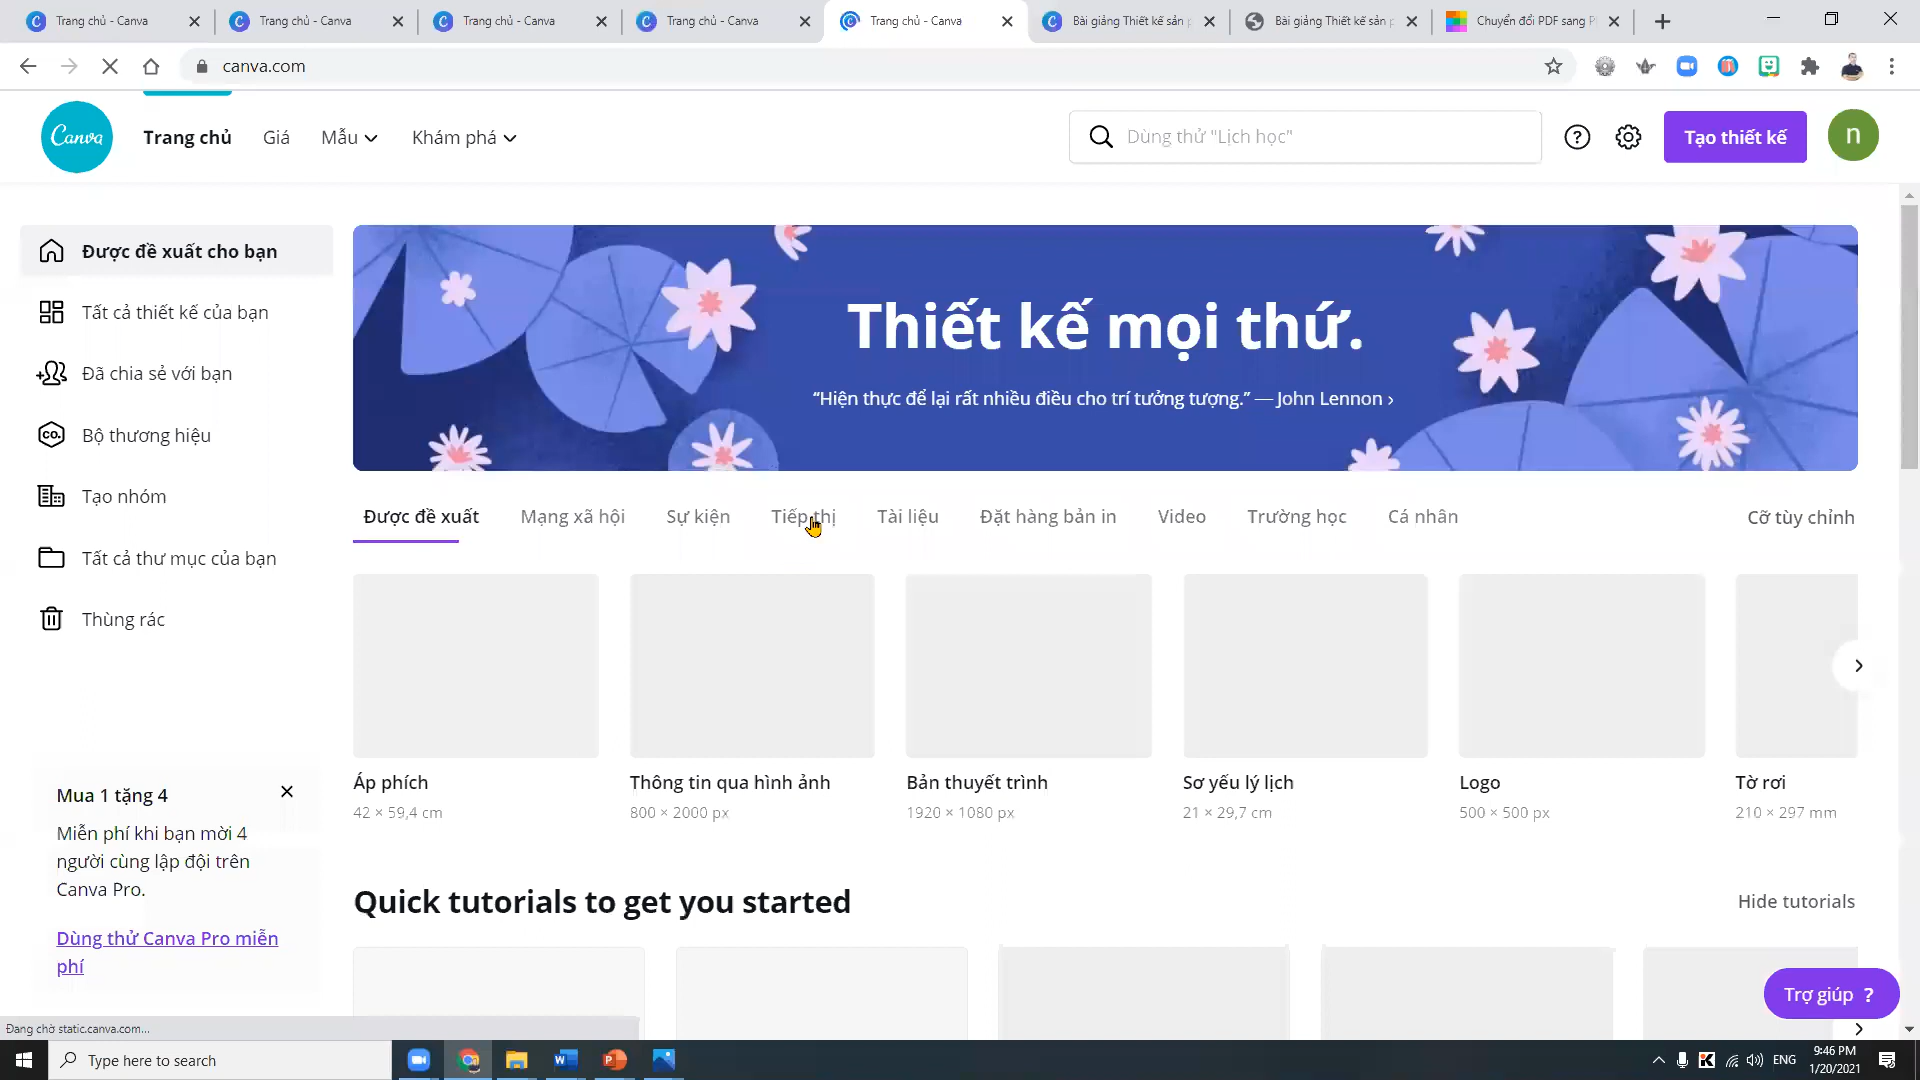 Trang chủ - Canva
Trang chủ - Canva
Trang chủ - Canva
Trang chủ - Canva
Trang chủ - Canva
Bài giảng Thiết kế sản p
Bài giảng Thiết kế sản p
Chuyển đổi PDF sang P
canva.com
Canva
Trang chủ
Giá
Mẫu
Khám phá
Dùng thử "Lịch học"
Tạo thiết kế
n
Được đề xuất cho bạn
Tất cả thiết kế của bạn
Đã chia sẻ với bạn
CO.
Bộ thương hiệu
Tạo nhóm
Tất cả thư mục của bạn
Thùng rác
Thiết kế mọi thứ.
“Hiện thực để lại rất nhiều điều cho trí tưởng tượng.” — John Lennon ›
Được đề xuất
Mạng xã hội
Sự kiện
Tiếp thị
Tài liệu
Đặt hàng bản in
Video
Trường học
Cá nhân
Cỡ tùy chỉnh
Áp phích
42 × 59,4 cm
Thông tin qua hình ảnh
800 × 2000 px
Bản thuyết trình
1920 × 1080 px
Sơ yếu lý lịch
21 × 29,7 cm
Logo
500 × 500 px
Tờ rơi
210 × 297 mm
Mua 1 tặng 4
Miễn phí khi bạn mời 4
người cùng lập đội trên
Canva Pro.
Dùng thử Canva Pro miễn
phí
Quick tutorials to get you started
Hide tutorials
Trợ giúp ?
Đang chờ static.canva.com...
Type here to search
ENG
9:46 PM
1/20/2021